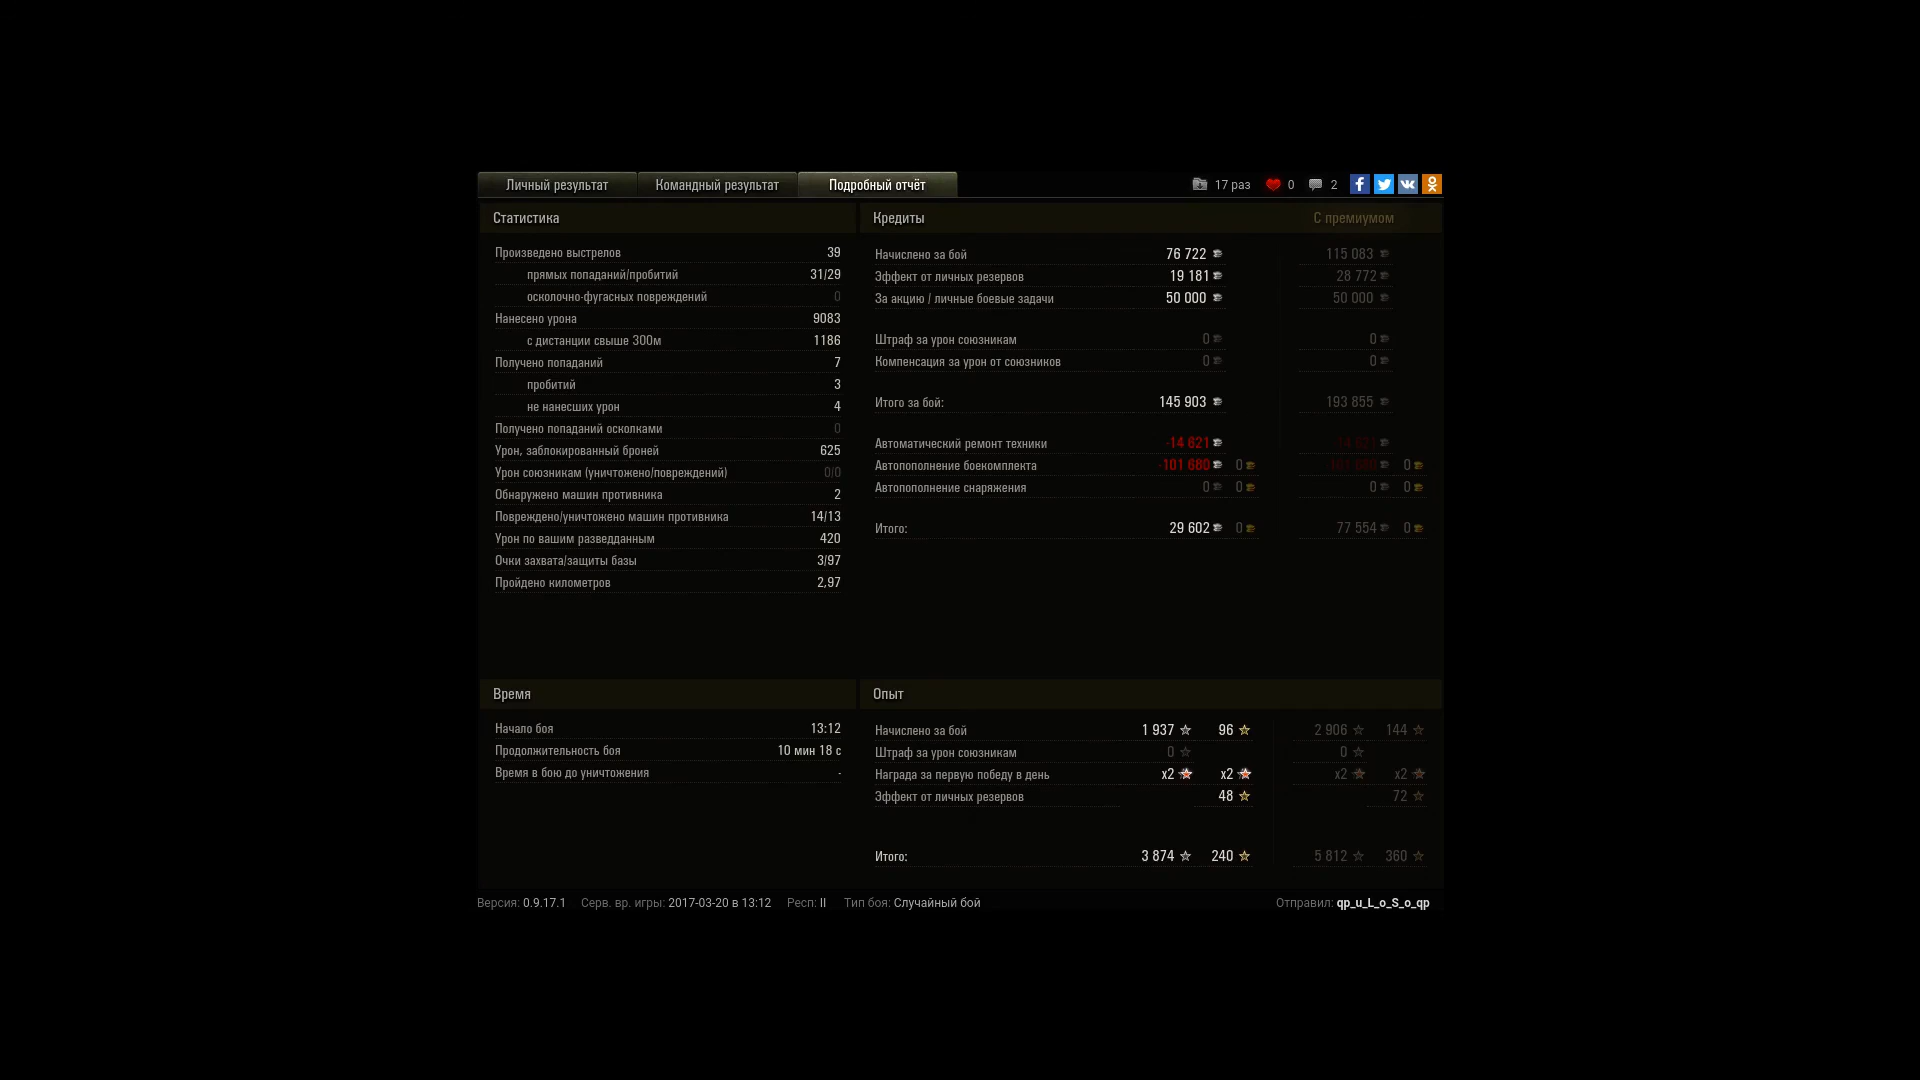 Личный результат Командный результат Подробный отчёт 17 раз 0 2
Статистика
Произведено выстрелов 39
прямых попаданий/пробитий 31/29
осколочно-фугасных повреждений 0
Нанесено урона 9083
с дистанции свыше 300м 1186
Получено попаданий 7
пробитий 3
не нанесших урон 4
Получено попаданий осколками 0
Урон, заблокированный броней 625
Урон союзникам (уничтожено/повреждений) 0/0
Обнаружено машин противника 2
Повреждено/уничтожено машин противника 14/13
Урон по вашим разведданным 420
Очки захвата/защиты базы 3/97
Пройдено километров 2,97
Кредиты С премиумом
Начислено за бой 76 722 115 083
Эффект от личных резервов 19 181 28 772
За акцию / личные боевые задачи 50 000 50 000
Штраф за урон союзникам 0 0
Компенсация за урон от союзников 0 0
Итого за бой: 145 903 193 855
Автоматический ремонт техники -14 621 -14 621
Автопополнение боекомплекта -101 680 0 -101 680 0
Автопополнение снаряжения 0 0 0 0
Итого: 29 602 0 77 554 0
Время
Начало боя 13:12
Продолжительность боя 10 мин 18 с
Время в бою до уничтожения -
Опыт
Начислено за бой 1 937 96 2 906 144
Штраф за урон союзникам 0 0
Награда за первую победу в день x2 x2 x2 x2
Эффект от личных резервов 48 72
Итого: 3 874 240 5 812 360
Версия: 0.9.17.1 Серв. вр. игры: 2017-03-20 в 13:12 Респ: II Тип боя: Случайный бой Отправил: qp_u_L_o_S_o_qp